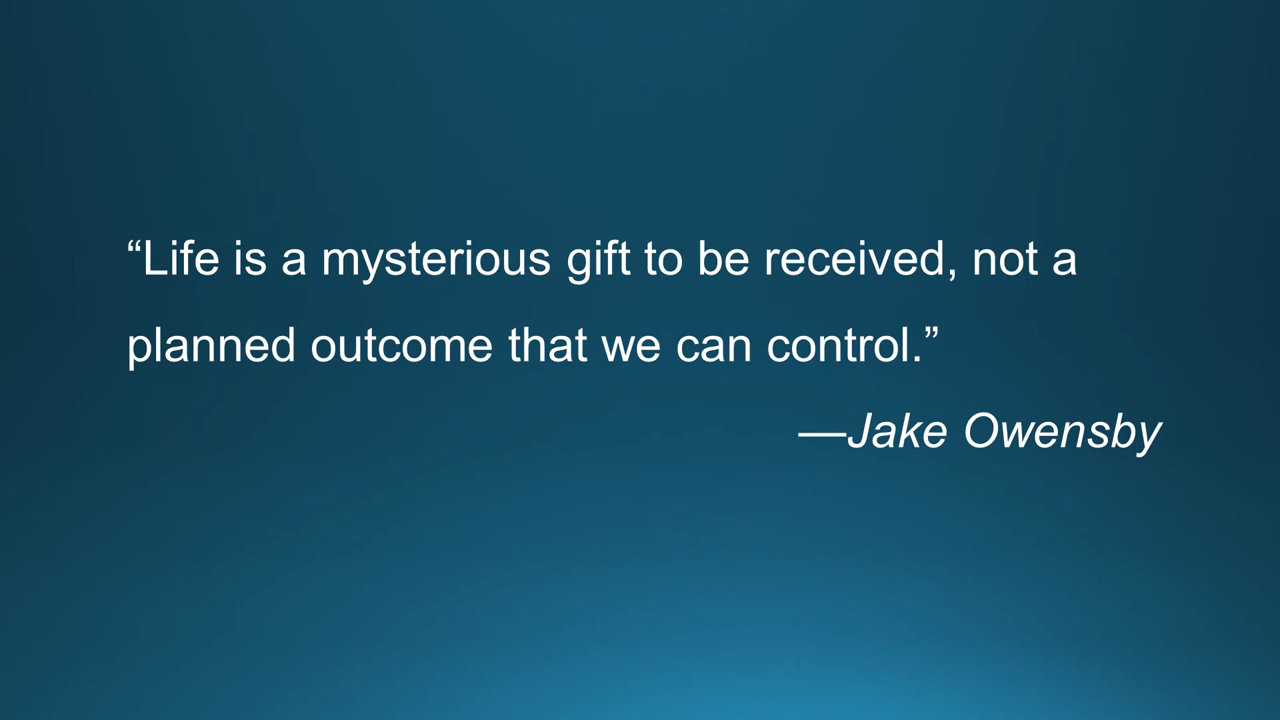 “Life is a mysterious gift to be received, not a
planned outcome that we can control.”
—Jake Owensby